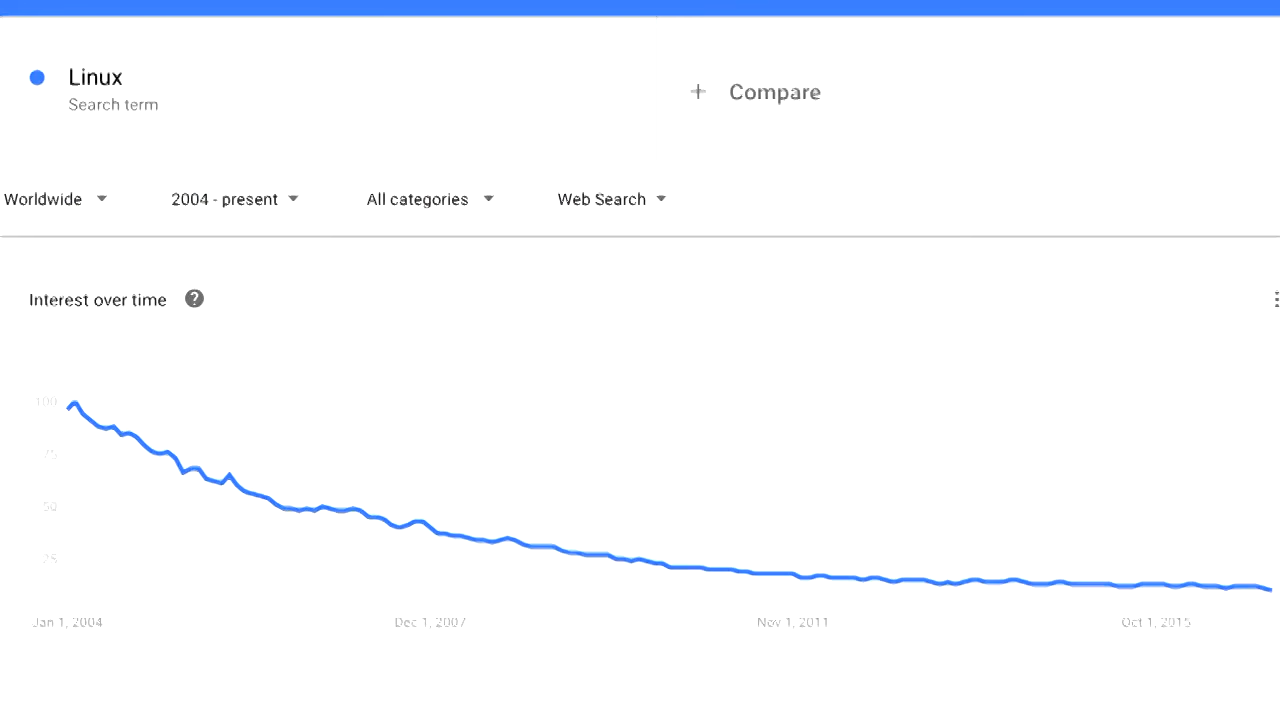 Linux
Search term
+ Compare
Worldwide
2004 - present
All categories
Web Search
Interest over time ?
100
75
50
25
Jan 1, 2004
Dec 1, 2007
Nov 1, 2011
Oct 1, 2015